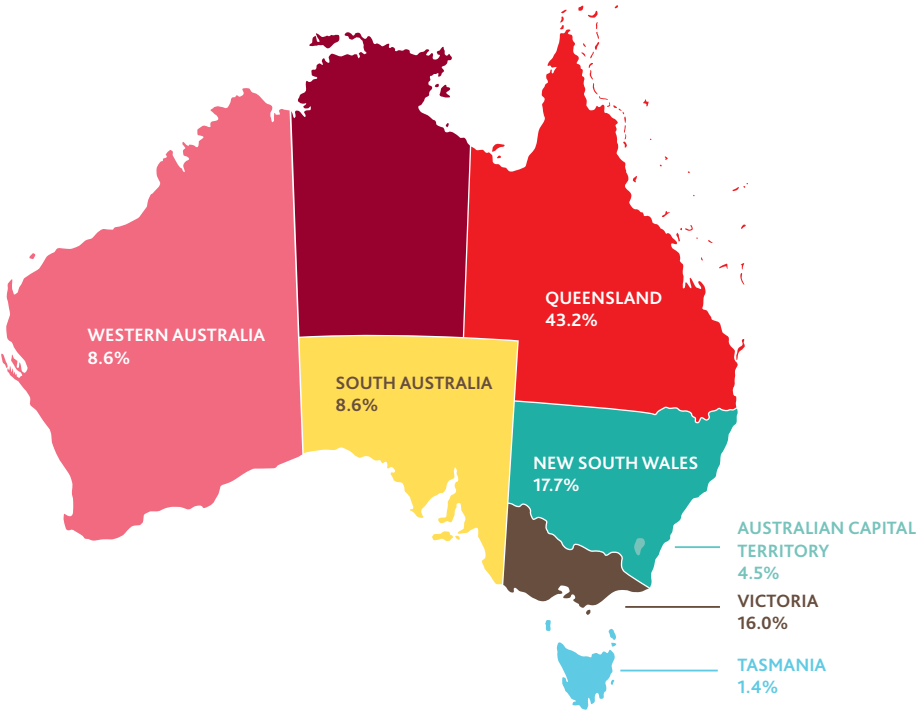 QUEENSLAND
43.2%
WESTERN AUSTRALIA
8.6%
SOUTH AUSTRALIA
8.6%
NEW SOUTH WALES
17.7%
AUSTRALIAN CAPITAL
TERRITORY
4.5%
VICTORIA
16.0%
TASMANIA
1.4%